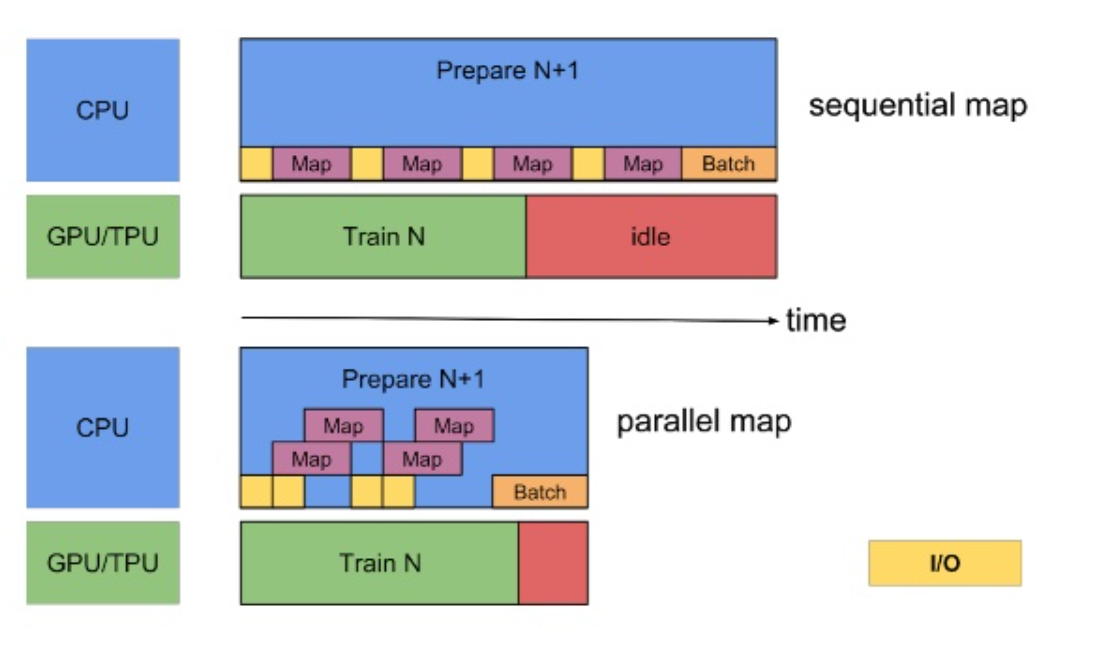 CPU
Prepare N+1
sequential map
Map
Map
Map
Map
Batch
GPU/TPU
Train N
idle
time
CPU
Prepare N+1
parallel map
Map
Map
Map
Map
Batch
GPU/TPU
Train N
I/O